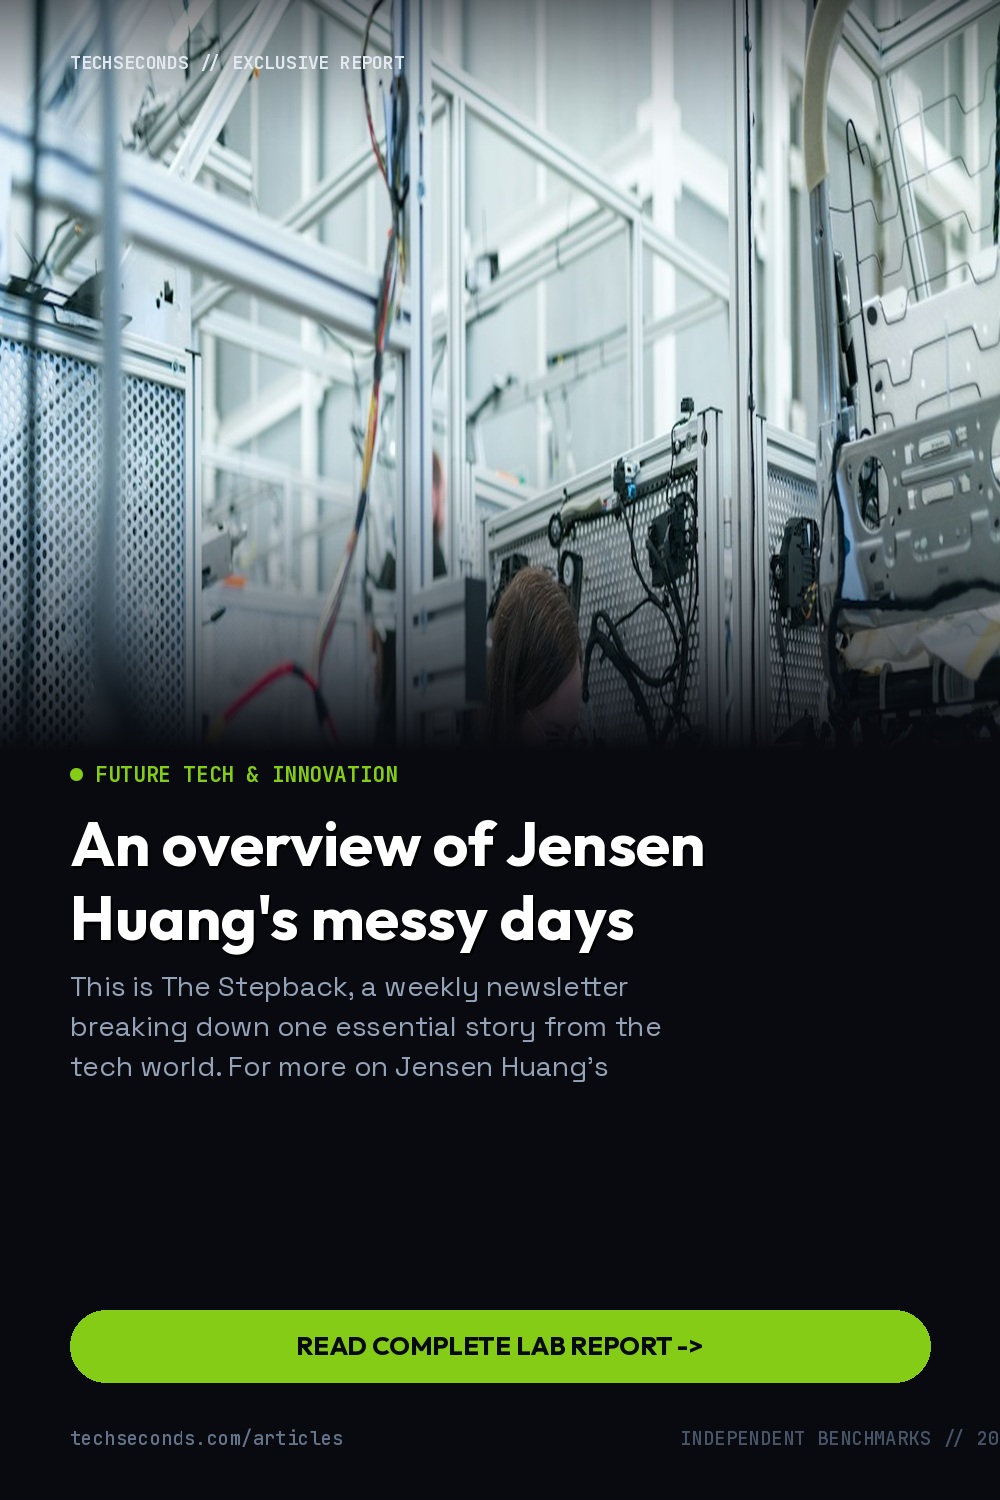 TECHSECONDS // EXCLUSIVE REPORT
FUTURE TECH & INNOVATION
An overview of Jensen
Huang's messy days
This is The Stepback, a weekly newsletter
breaking down one essential story from the
tech world. For more on Jensen Huang’s
READ COMPLETE LAB REPORT ->
techseconds.com/articles
INDEPENDENT BENCHMARKS // 20